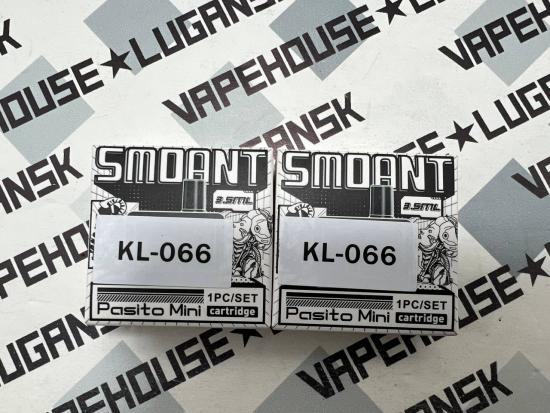 VAPEHOUSE★LUGANSK
VAPEHOUSE★LUGANSK
VAPEHOUSE★LUGANSK
VAPEHOUSE★LUGANSK
SMOANT
3.5ML
KL-066
1PC/SET
Pasito Mini
cartridge
SMOANT
3.5ML
KL-066
1PC/SET
Pasito Mini
cartridge